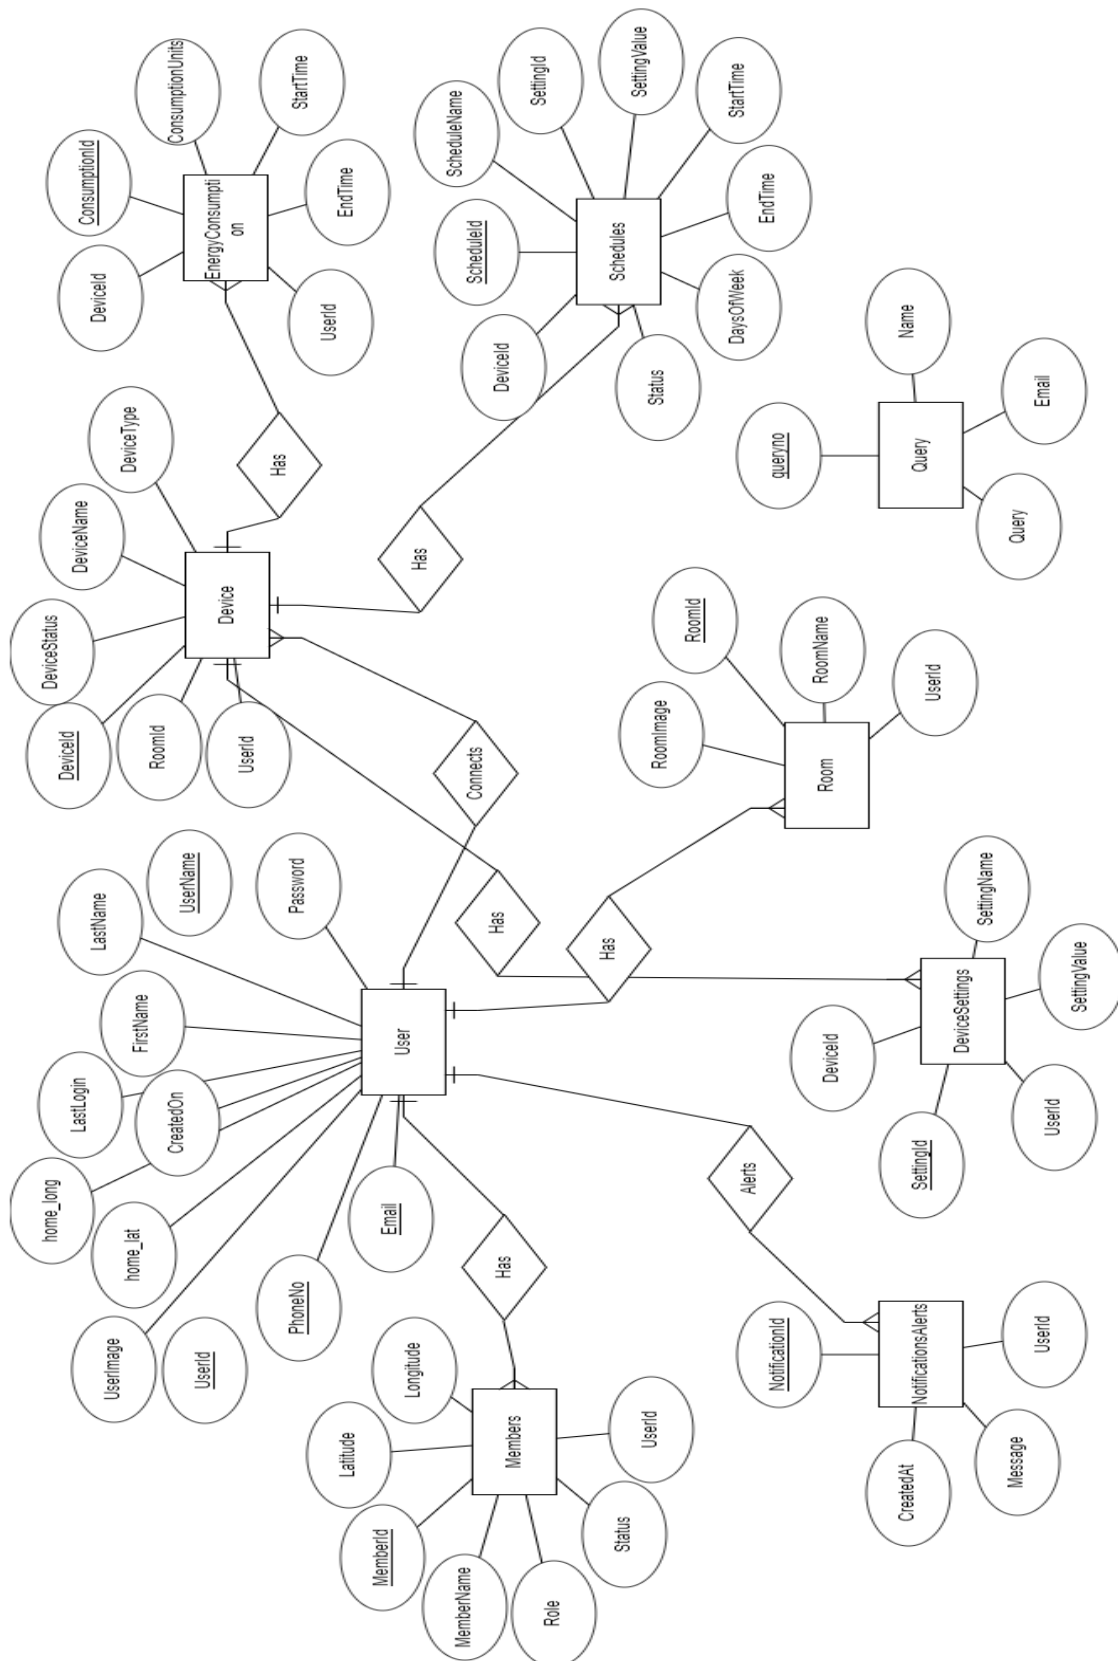 UserImage
UserId
home_long
home_lat
LastLogin
CreatedOn
FirstName
LastName
UserName
Password
PhoneNo
Email
User
DeviceId
DeviceStatus
DeviceName
DeviceType
RoomId
UserId
Device
ConsumptionId
ConsumptionUnits
DeviceId
StartTime
EndTime
UserId
EnergyConsumpti
on
Has
Latitude
Longitude
MemberId
MemberName
Role
Status
UserId
Members
Has
Connects
Has
Has
Has
ScheduleId
ScheduleName
SettingId
SettingValue
DeviceId
StartTime
EndTime
DaysOfWeek
Status
Schedules
RoomImage
RoomId
RoomName
UserId
Room
Alerts
NotificationId
CreatedAt
Message
UserId
NotificationsAlerts
DeviceId
SettingId
SettingName
SettingValue
UserId
DeviceSettings
queryno
Name
Email
Query
Query